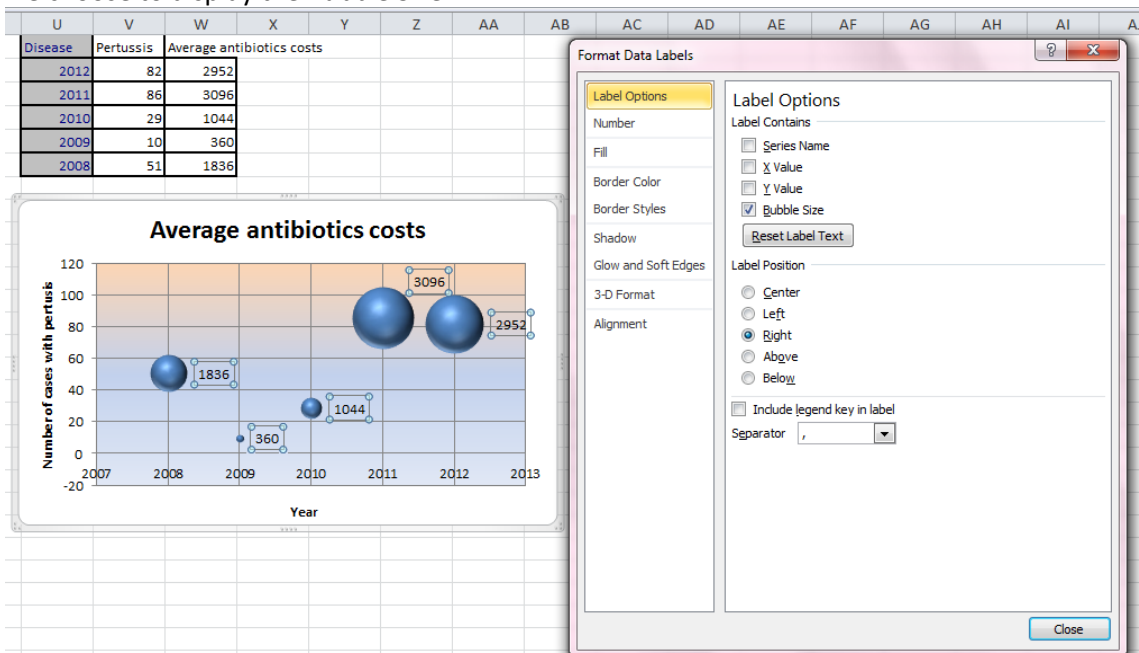 U V W X Y Z AA AB AC AD AE AF AG AH AI
Disease Pertussis Average antibiotics costs
2012 82 2952
2011 86 3096
2010 29 1044
2009 10 360
2008 51 1836
Average antibiotics costs
Number of cases with pertusis
120
100
80
60
40
20
0
-20
3096
2952
1836
1044
360
2007 2008 2009 2010 2011 2012 2013
Year
Format Data Labels
Label Options
Number
Fill
Border Color
Border Styles
Shadow
Glow and Soft Edges
3-D Format
Alignment
Label Options
Label Contains
Series Name
X Value
Y Value
Bubble Size
Reset Label Text
Label Position
Center
Left
Right
Above
Below
Include legend key in label
Separator ,
Close